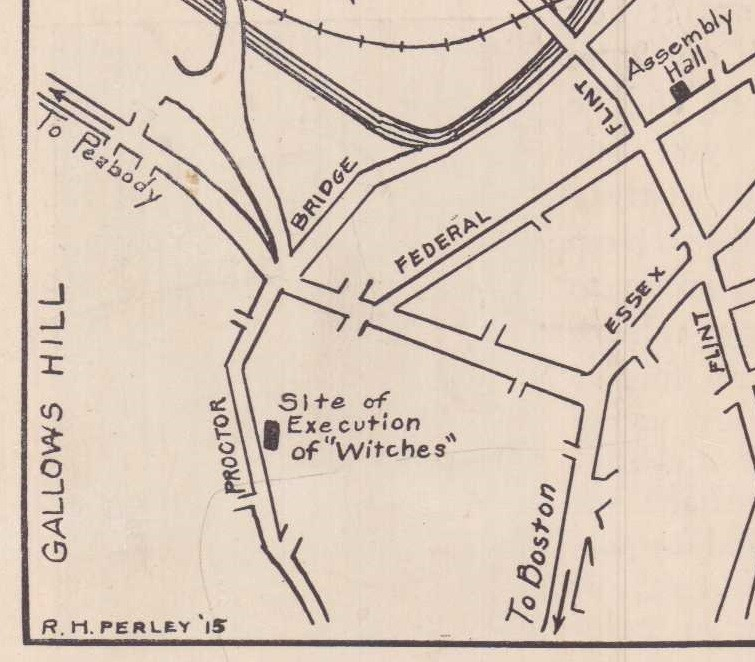 Assembly
Hall
FLINT
To Peabody
BRIDGE
FEDERAL
ESSEX
FLINT
GALLOWS HILL
PROCTOR
SIte of
Execution
of "Witches"
To Boston
R. H. PERLEY '15